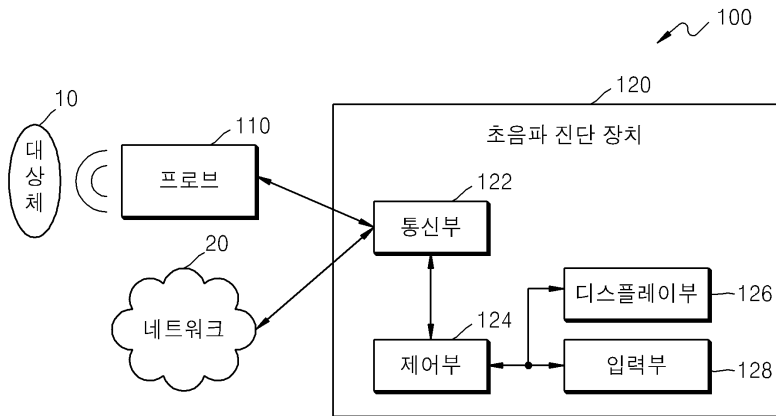 100
120
초음파 진단 장치
10
대상체
110
프로브
122
통신부
20
네트워크
디스플레이부
126
124
제어부
입력부
128